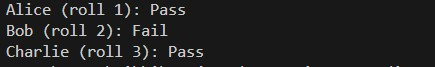 Alice (roll 1): Pass
Bob (roll 2): Fail
Charlie (roll 3): Pass